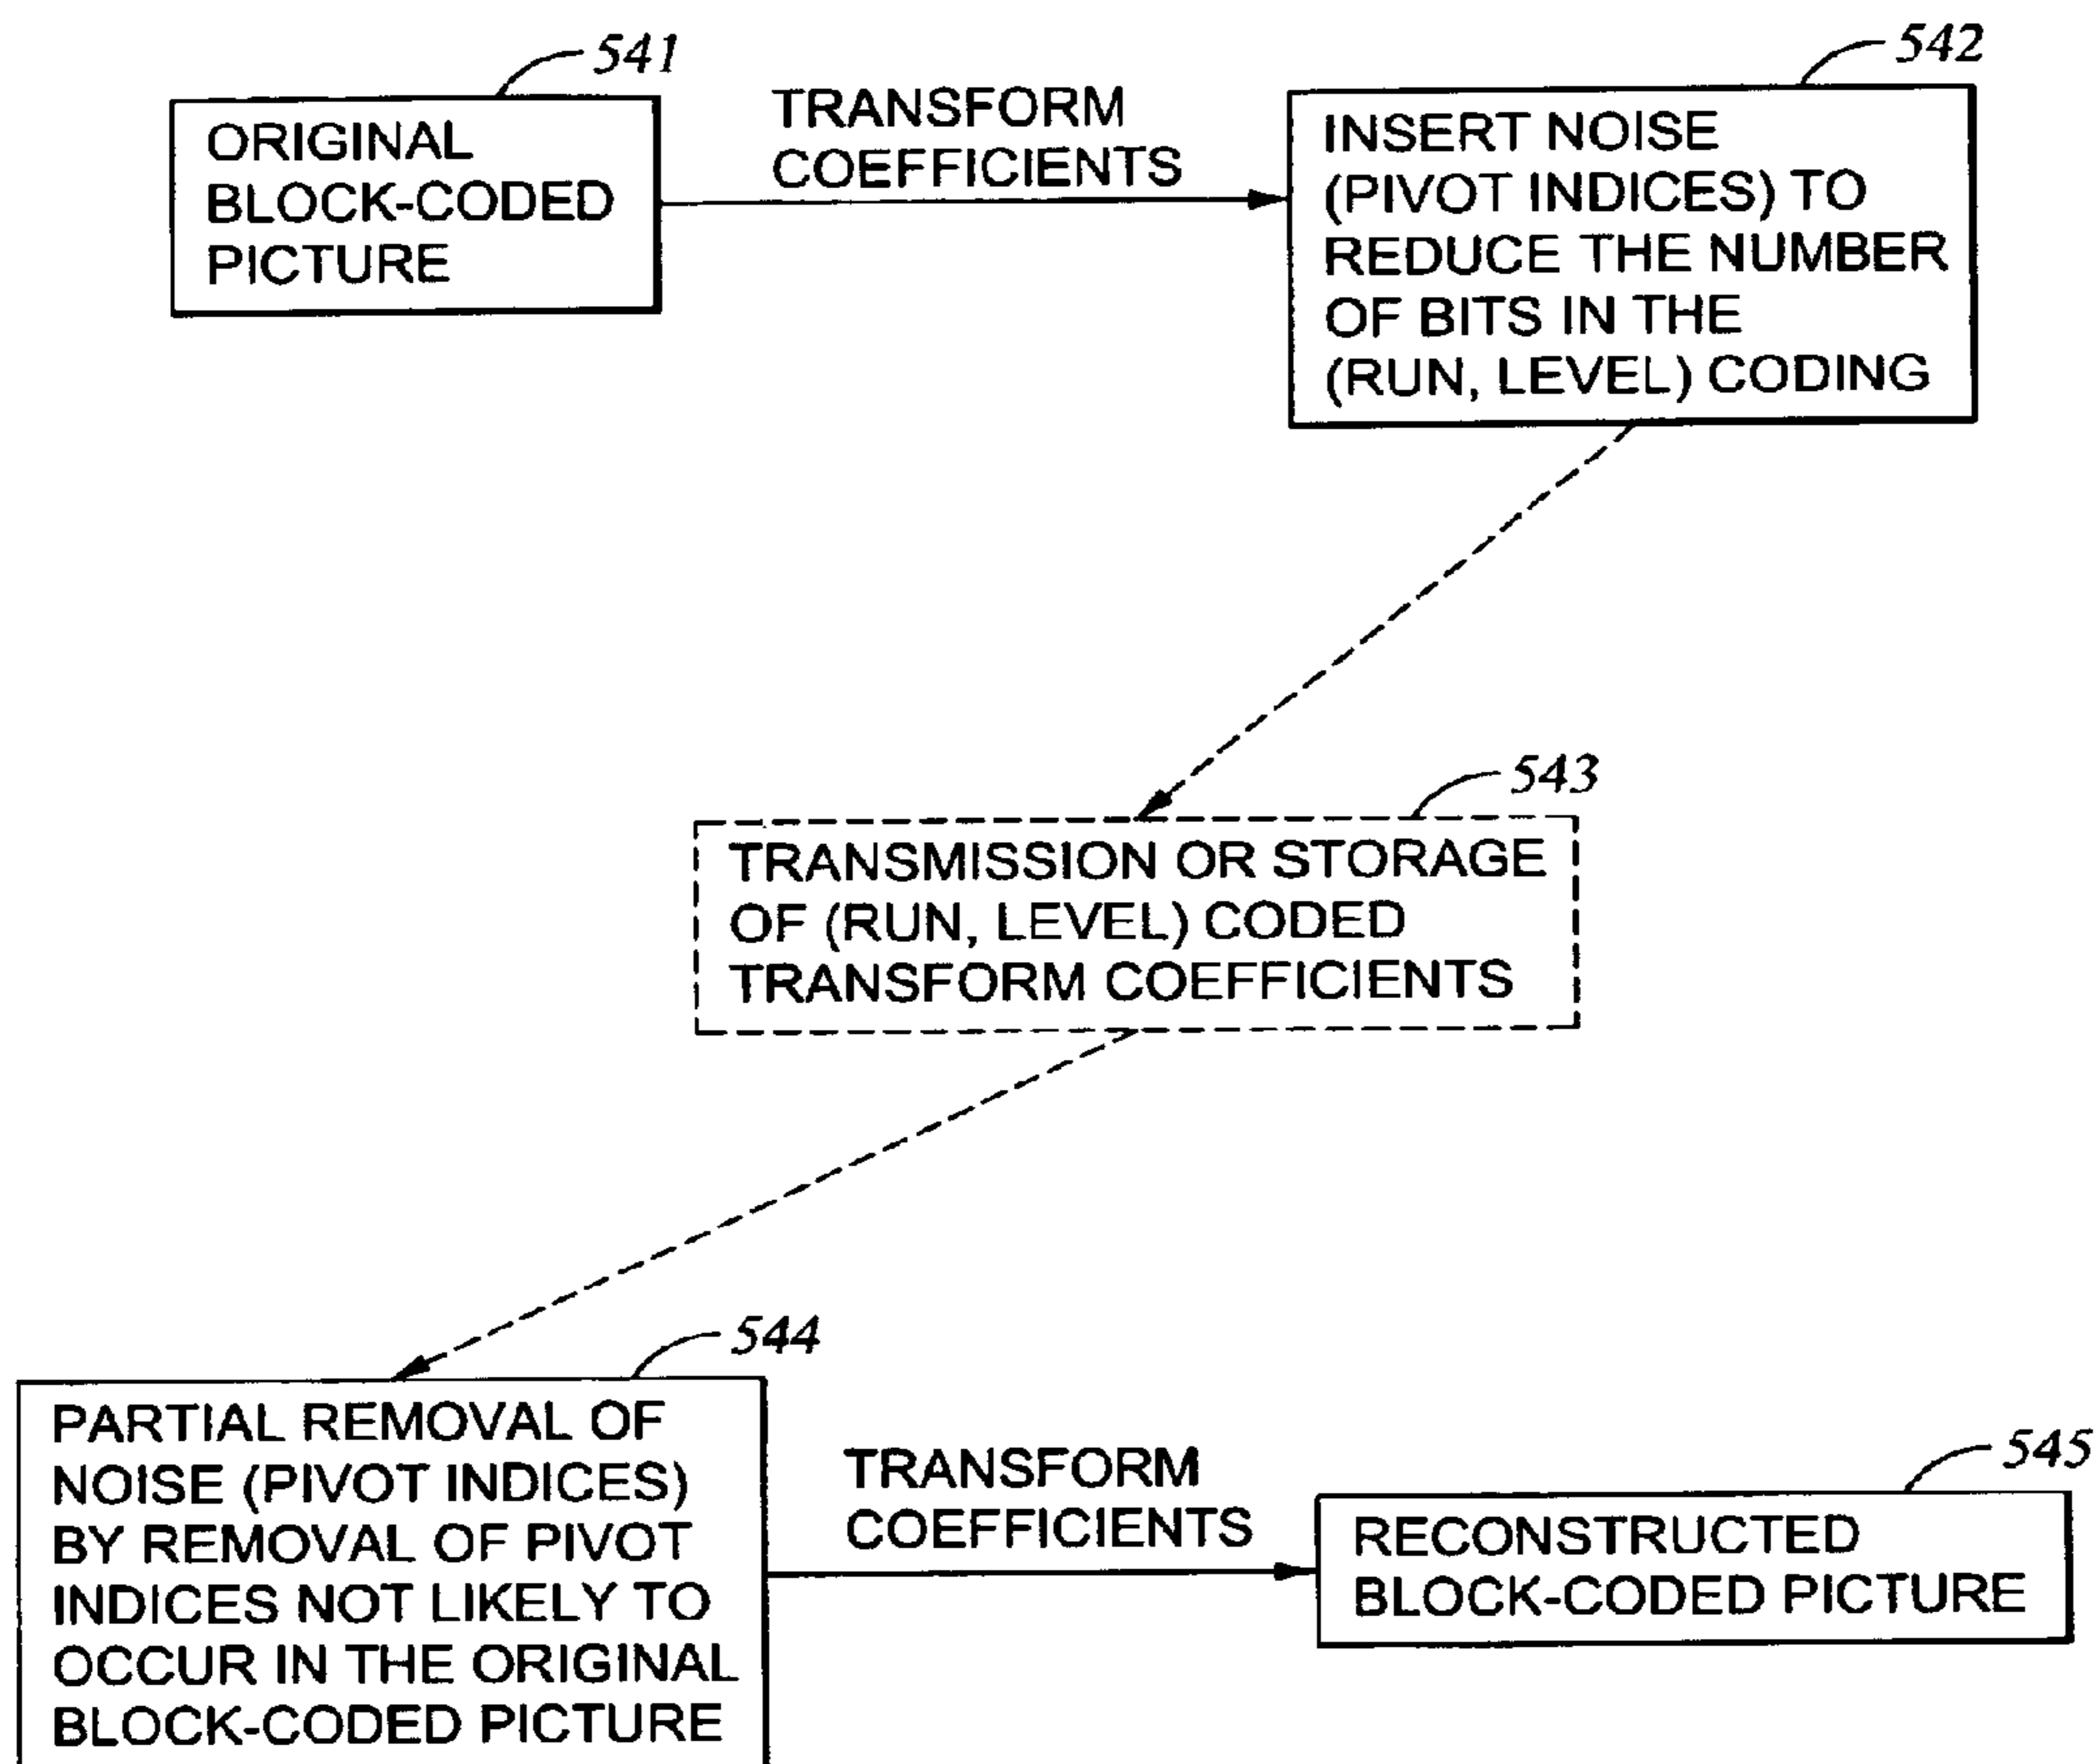 541
ORIGINAL
BLOCK-CODED
PICTURE
TRANSFORM
COEFFICIENTS
542
INSERT NOISE
(PIVOT INDICES) TO
REDUCE THE NUMBER
OF BITS IN THE
(RUN, LEVEL) CODING
543
TRANSMISSION OR STORAGE
OF (RUN, LEVEL) CODED
TRANSFORM COEFFICIENTS
544
PARTIAL REMOVAL OF
NOISE (PIVOT INDICES)
BY REMOVAL OF PIVOT
INDICES NOT LIKELY TO
OCCUR IN THE ORIGINAL
BLOCK-CODED PICTURE
TRANSFORM
COEFFICIENTS
545
RECONSTRUCTED
BLOCK-CODED PICTURE